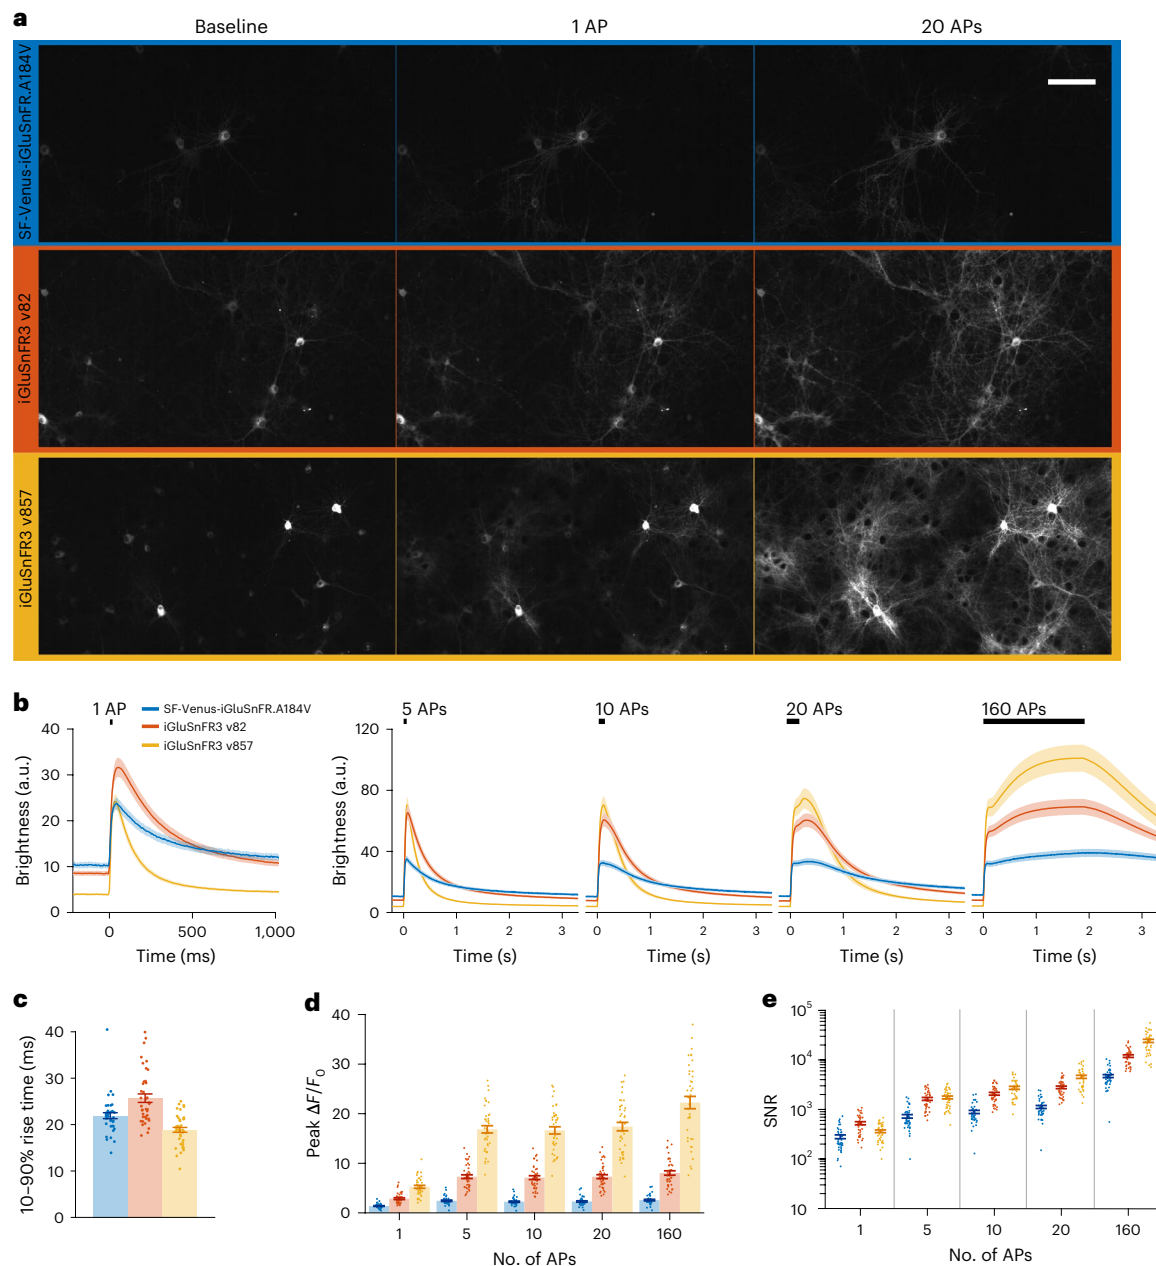 a
Baseline
1 AP
20 APs
SF-Venus-iGluSnFR.A184V
iGluSnFR3 v82
iGluSnFR3 v857
b
1 AP
SF-Venus-iGluSnFR.A184V
iGluSnFR3 v82
iGluSnFR3 v857
5 APs
10 APs
20 APs
160 APs
Brightness (a.u.)
40
30
20
10
0
0
500
1,000
Time (ms)
Brightness (a.u.)
120
80
40
0
0
1
2
3
Time (s)
0
1
2
3
Time (s)
0
1
2
3
Time (s)
0
1
2
3
Time (s)
c
10–90% rise time (ms)
40
30
20
10
0
d
Peak ΔF/F0
40
30
20
10
0
1
5
10
20
160
No. of APs
e
SNR
10^5
10^4
10^3
10^2
10
1
5
10
20
160
No. of APs